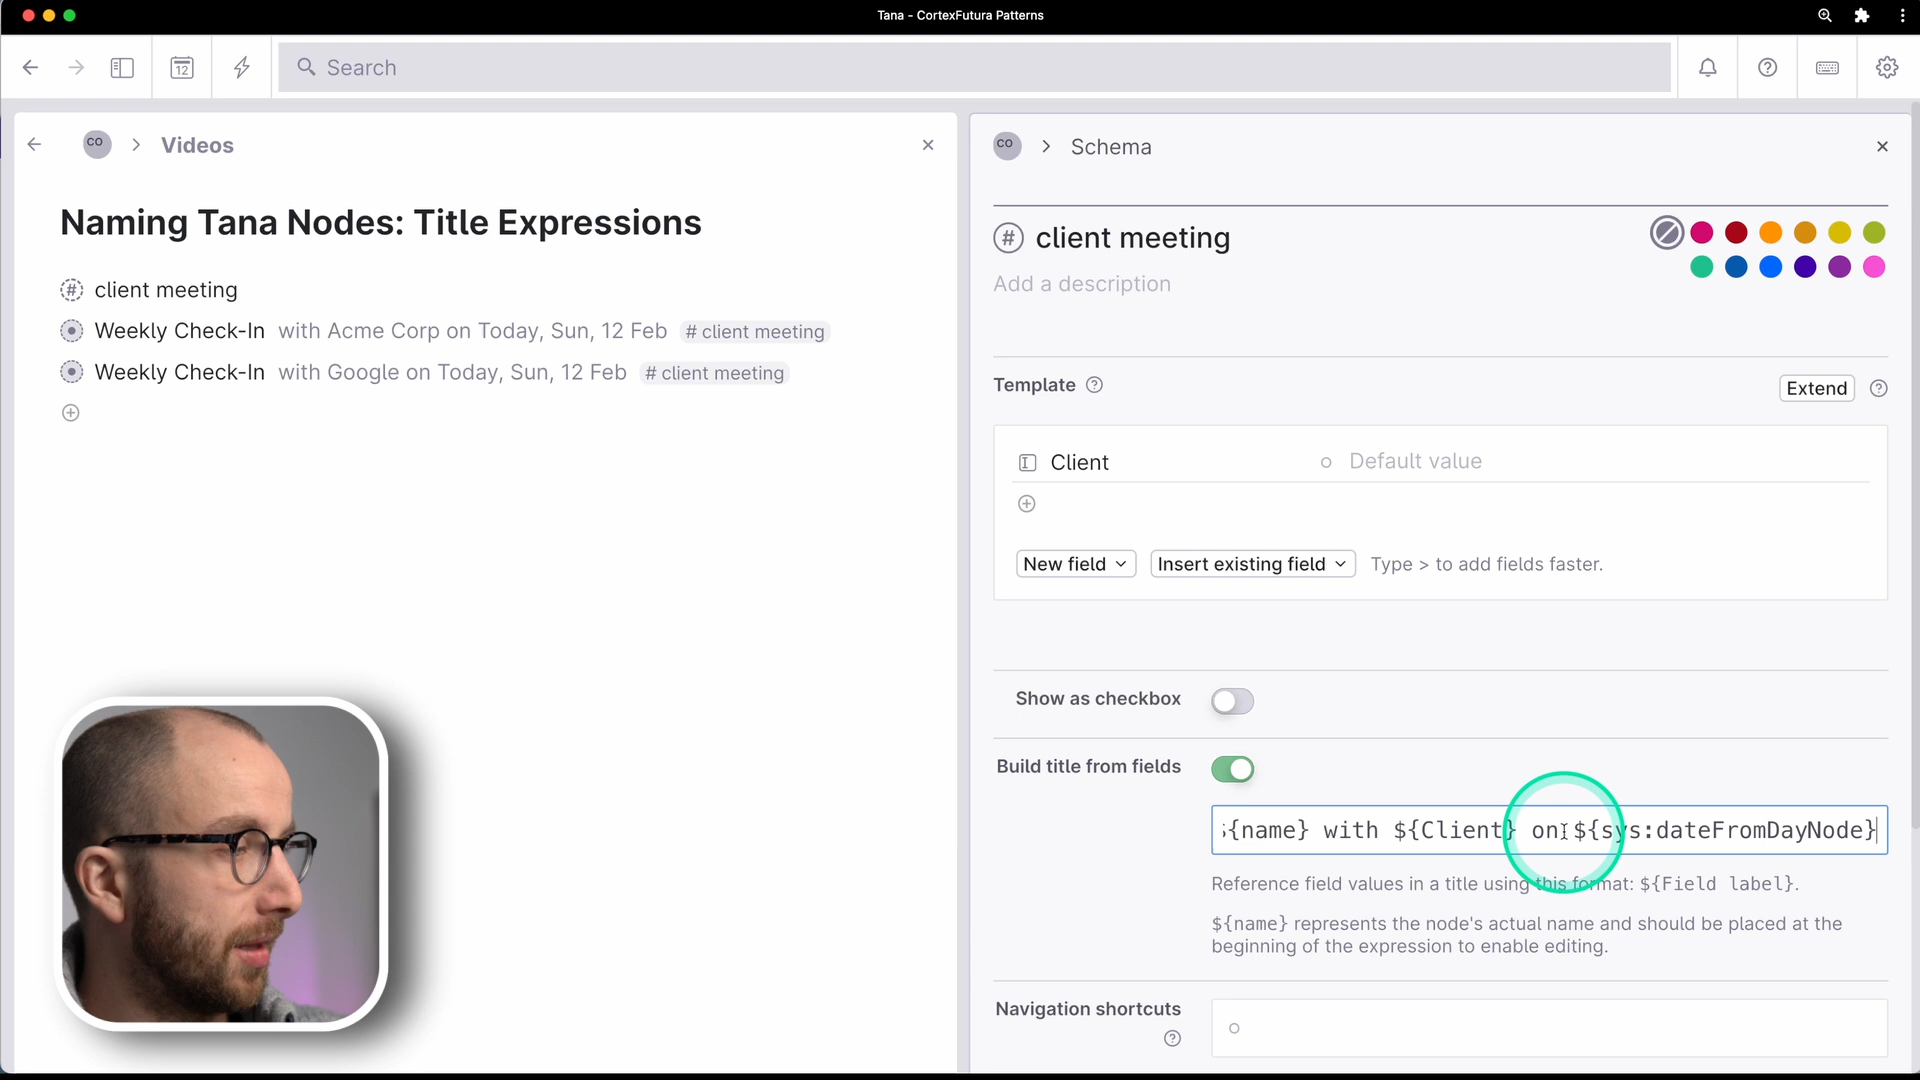 Tana - CortexFutura Patterns
12
Search
CO > Videos
Naming Tana Nodes: Title Expressions
# client meeting
Weekly Check-In with Acme Corp on Today, Sun, 12 Feb # client meeting
Weekly Check-In with Google on Today, Sun, 12 Feb # client meeting
CO > Schema
# client meeting
Add a description
Template
Extend
Client
Default value
New field
Insert existing field
Type > to add fields faster.
Show as checkbox
Build title from fields
${name} with ${Client} on ${sys:dateFromDayNode}
Reference field values in a title using this format: ${Field label}.
${name} represents the node's actual name and should be placed at the
beginning of the expression to enable editing.
Navigation shortcuts